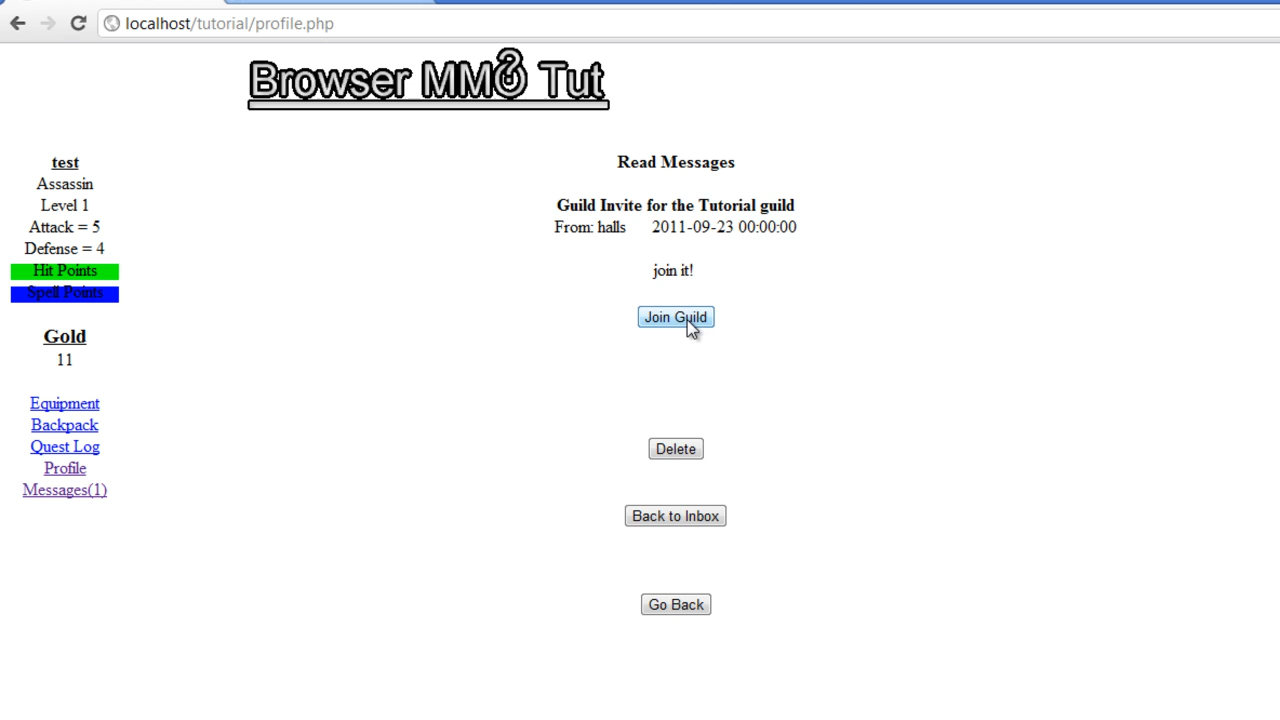 localhost/tutorial/profile.php
Browser MMO Tut
test
Assassin
Level 1
Attack = 5
Defense = 4
Hit Points
Spell Points
Gold
11
Equipment
Backpack
Quest Log
Profile
Messages(1)
Read Messages
Guild Invite for the Tutorial guild
From: halls 2011-09-23 00:00:00
join it!
Join Guild
Delete
Back to Inbox
Go Back